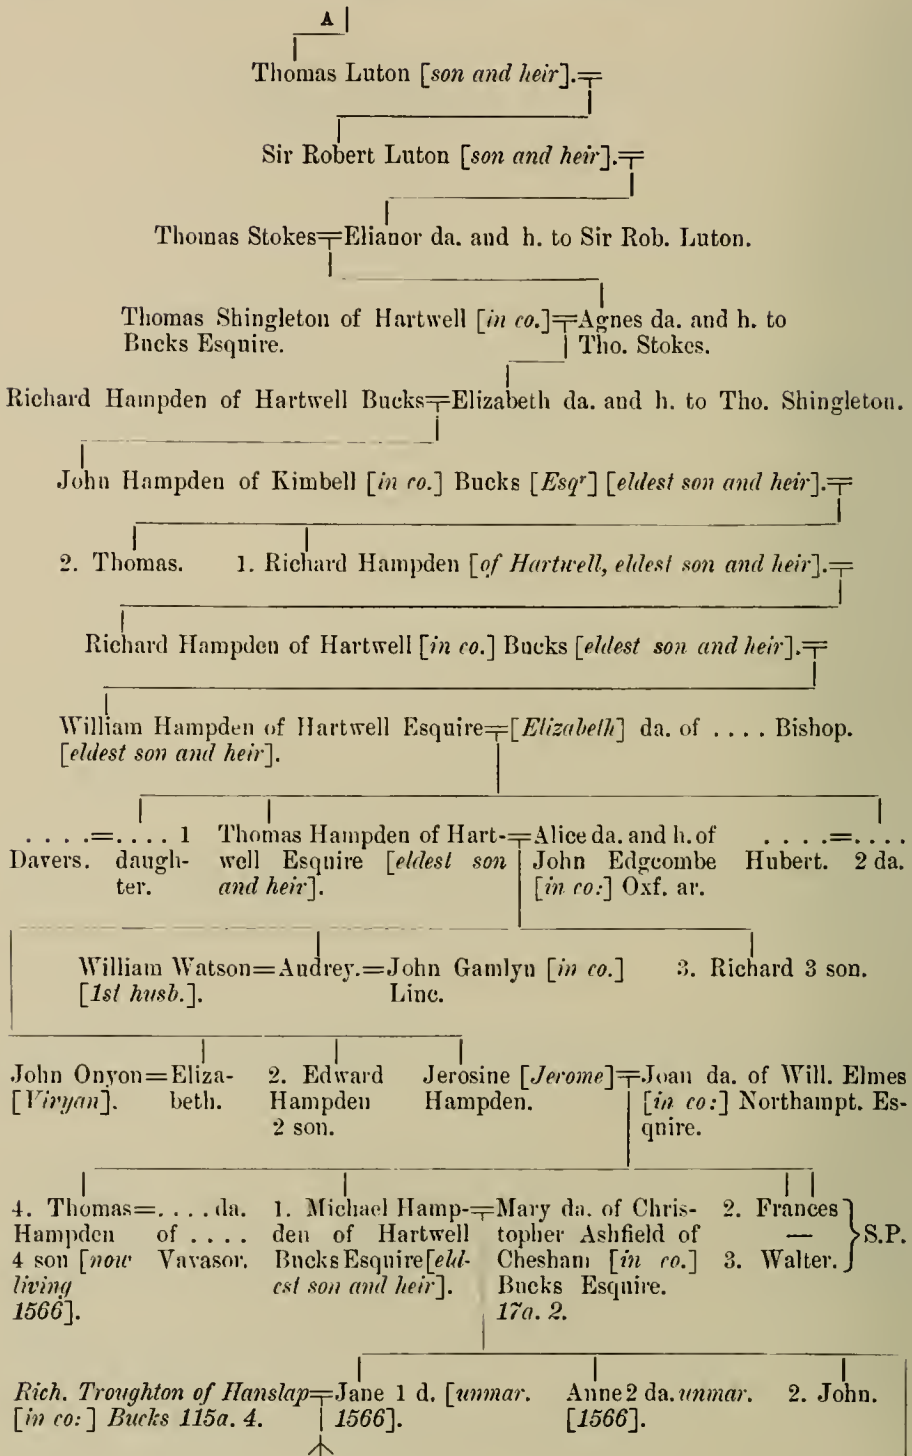 A
Thomas Luton [son and heir].
Sir Robert Luton [son and heir].
Thomas Stokes=Elianor da. and h. to Sir Rob. Luton.
Thomas Shingleton of Hartwell [in co.]=Agnes da. and h. to
Bucks Esquire. Tho. Stokes.
Richard Hampden of Hartwell Bucks=Elizabeth da. and h. to Tho. Shingleton.
John Hampden of Kimbell [in co.] Bucks [Esqr] [eldest son and heir].
2. Thomas. 1. Richard Hampden [of Hartwell, eldest son and heir].
Richard Hampden of Hartwell [in co.] Bucks [eldest son and heir].
William Hampden of Hartwell Esquire=[Elizabeth] da. of . . . . Bishop.
[eldest son and heir].
. . . .=. . . . 1 Thomas Hampden of Hart-=Alice da. and h. of . . . .=. . . .
Davers. daugh- well Esquire [eldest son John Edgcombe Hubert. 2 da.
ter. and heir]. [in co:] Oxf. ar.
William Watson=Audrey.=John Gamlyn [in co.] 3. Richard 3 son.
[1st husb.]. Linc.
John Onyon=Eliza- 2. Edward Jerosine [Jerome]=Joan da. of Will. Elmes
[Viryan]. beth. Hampden Hampden. [in co:] Northampt. Es-
2 son. quire.
4. Thomas=. . . . da. 1. Michael Hamp-=Mary da. of Chris- 2. Frances
Hampden of . . . . den of Hartwell topher Ashfield of — S.P.
4 son [now Vavasor. Bucks Esquire [eld- Chesham [in co.] 3. Walter.
living est son and heir]. Bucks Esquire.
1566]. 17a. 2.
Rich. Troughton of Hanslap=Jane 1 d. [unmar. Anne 2 da. unmar. 2. John.
[in co:] Bucks 115a. 4. 1566]. [1566].